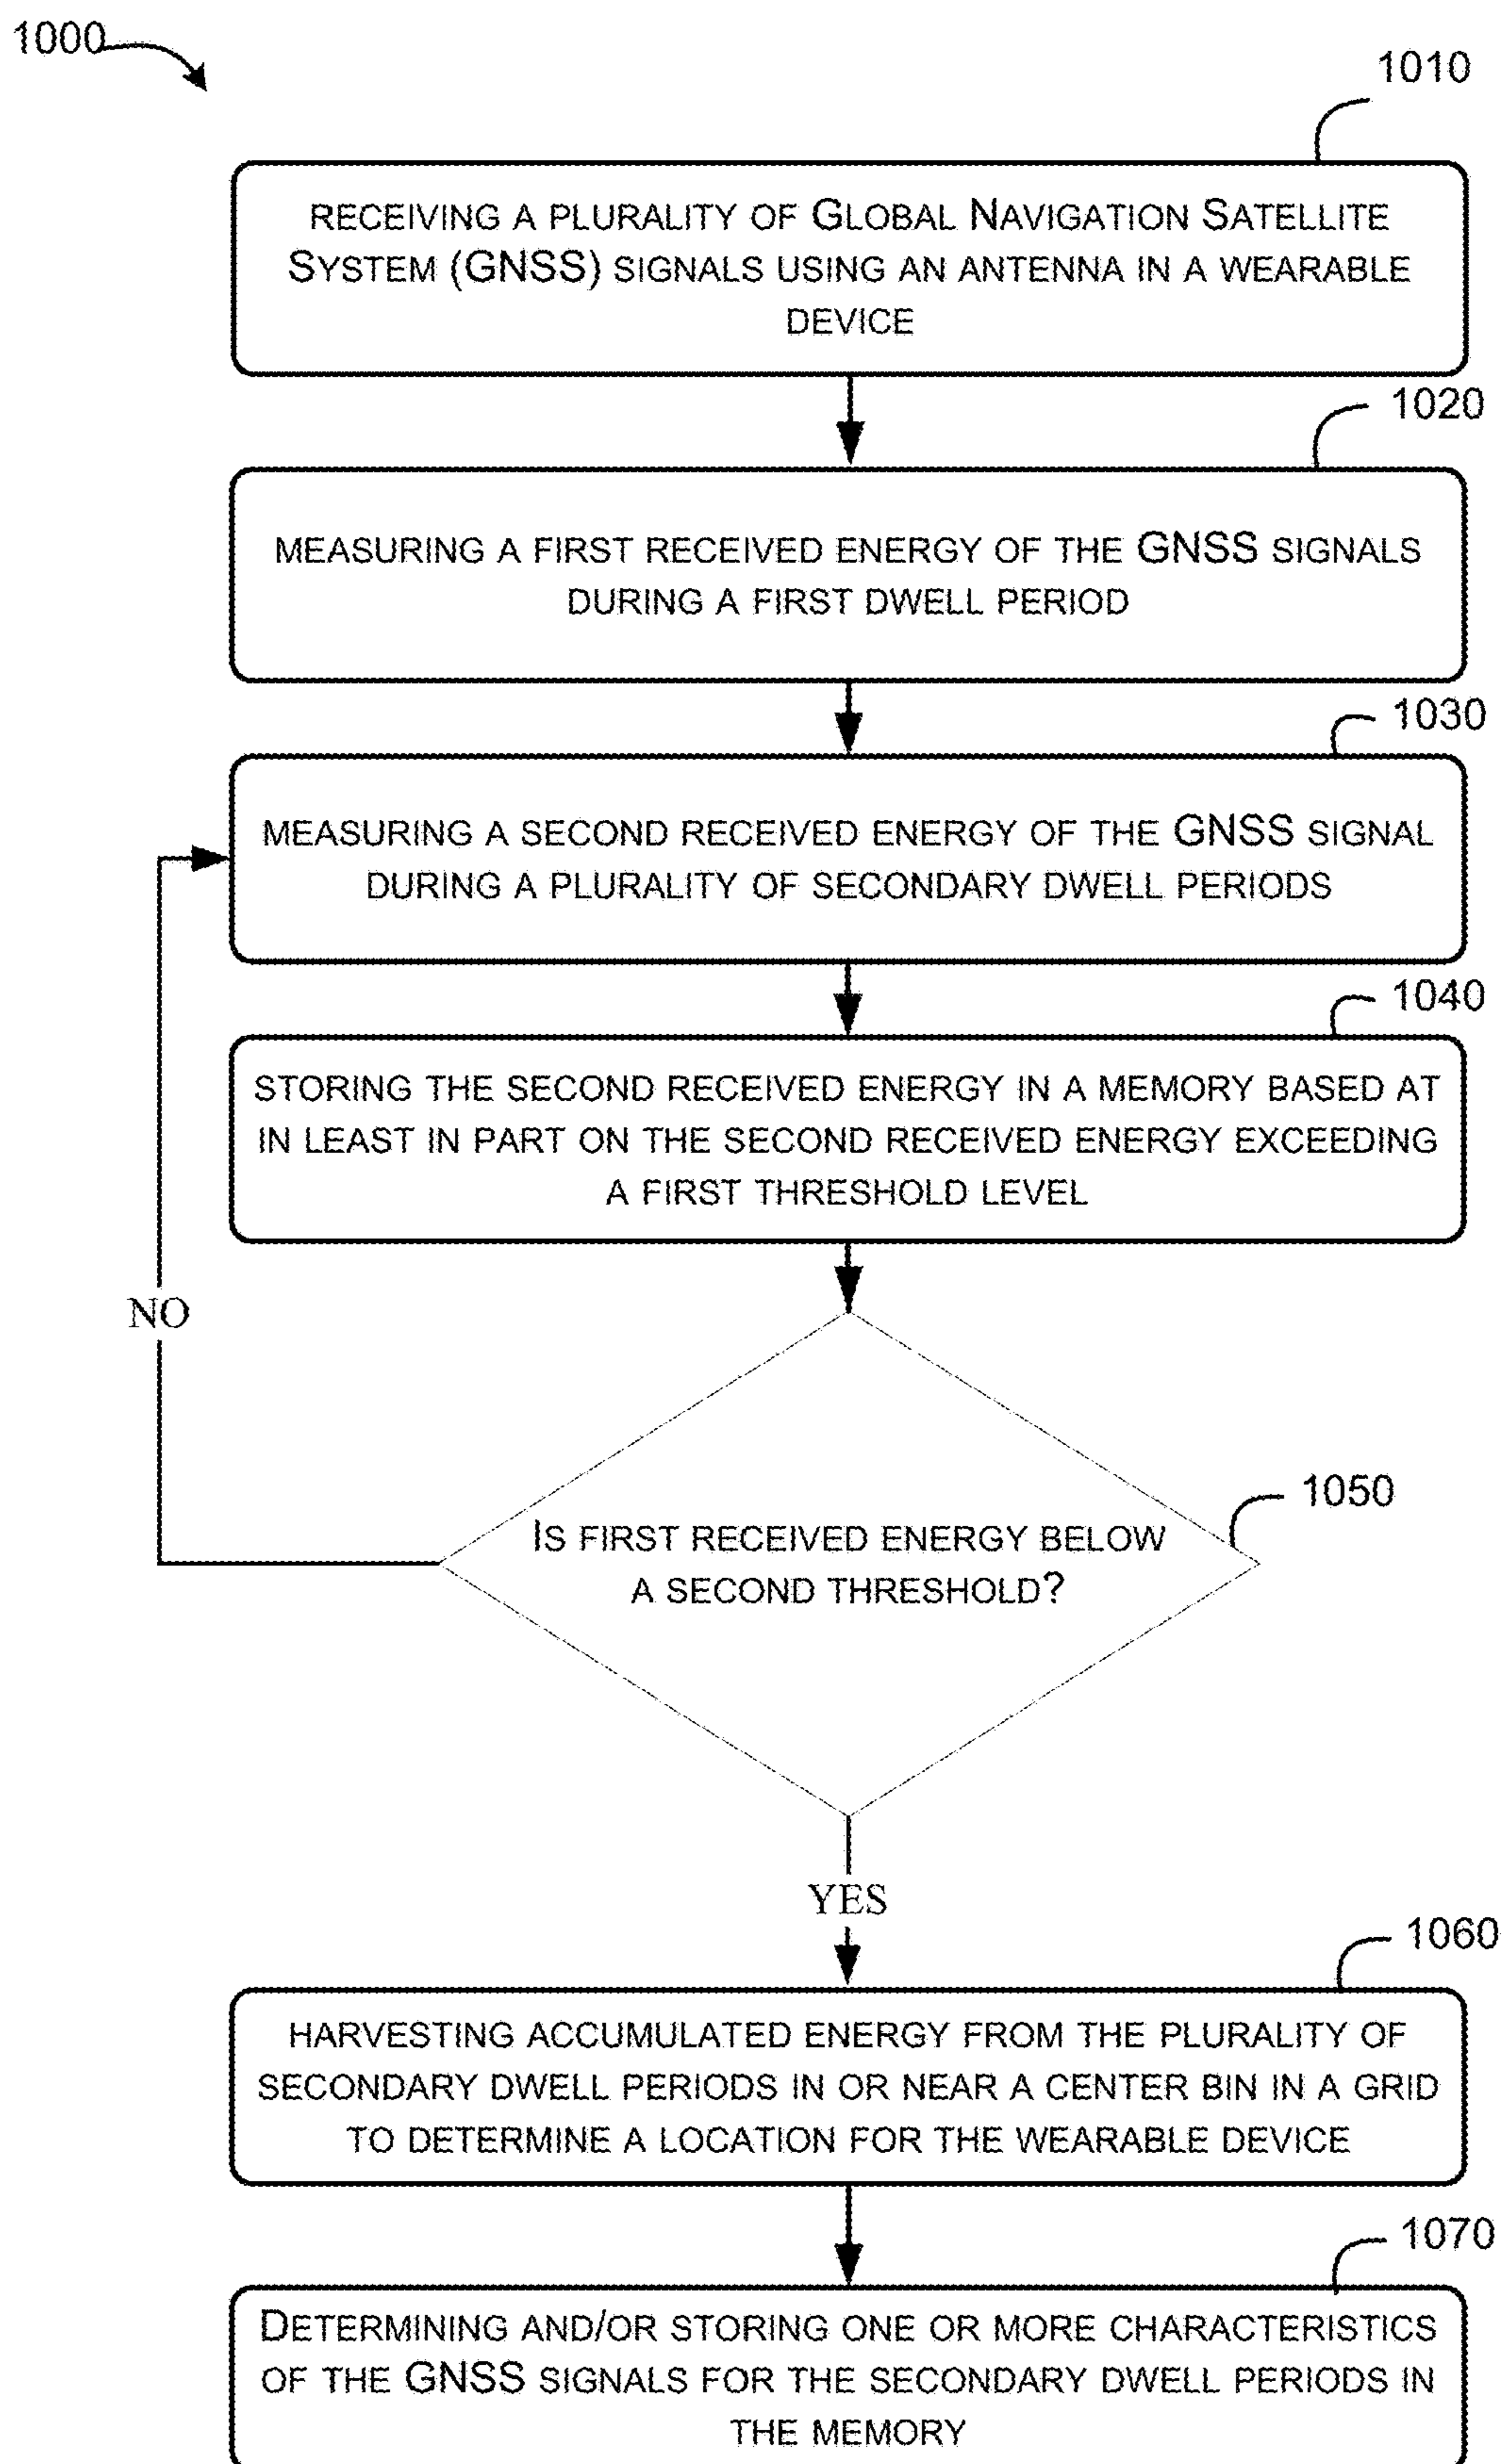 1000
1010
RECEIVING A PLURALITY OF GLOBAL NAVIGATION SATELLITE
SYSTEM (GNSS) SIGNALS USING AN ANTENNA IN A WEARABLE
DEVICE
1020
MEASURING A FIRST RECEIVED ENERGY OF THE GNSS SIGNALS
DURING A FIRST DWELL PERIOD
1030
MEASURING A SECOND RECEIVED ENERGY OF THE GNSS SIGNAL
DURING A PLURALITY OF SECONDARY DWELL PERIODS
1040
STORING THE SECOND RECEIVED ENERGY IN A MEMORY BASED AT
IN LEAST IN PART ON THE SECOND RECEIVED ENERGY EXCEEDING
A FIRST THRESHOLD LEVEL
NO
1050
IS FIRST RECEIVED ENERGY BELOW
A SECOND THRESHOLD?
YES
1060
HARVESTING ACCUMULATED ENERGY FROM THE PLURALITY OF
SECONDARY DWELL PERIODS IN OR NEAR A CENTER BIN IN A GRID
TO DETERMINE A LOCATION FOR THE WEARABLE DEVICE
1070
DETERMINING AND/OR STORING ONE OR MORE CHARACTERISTICS
OF THE GNSS SIGNALS FOR THE SECONDARY DWELL PERIODS IN
THE MEMORY